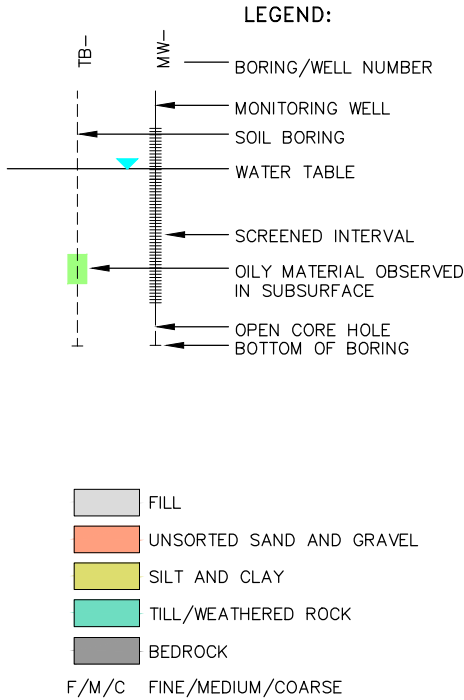 LEGEND:
TB-
MW-
BORING/WELL NUMBER
MONITORING WELL
SOIL BORING
WATER TABLE
SCREENED INTERVAL
OILY MATERIAL OBSERVED
IN SUBSURFACE
OPEN CORE HOLE
BOTTOM OF BORING
FILL
UNSORTED SAND AND GRAVEL
SILT AND CLAY
TILL/WEATHERED ROCK
BEDROCK
F/M/C FINE/MEDIUM/COARSE